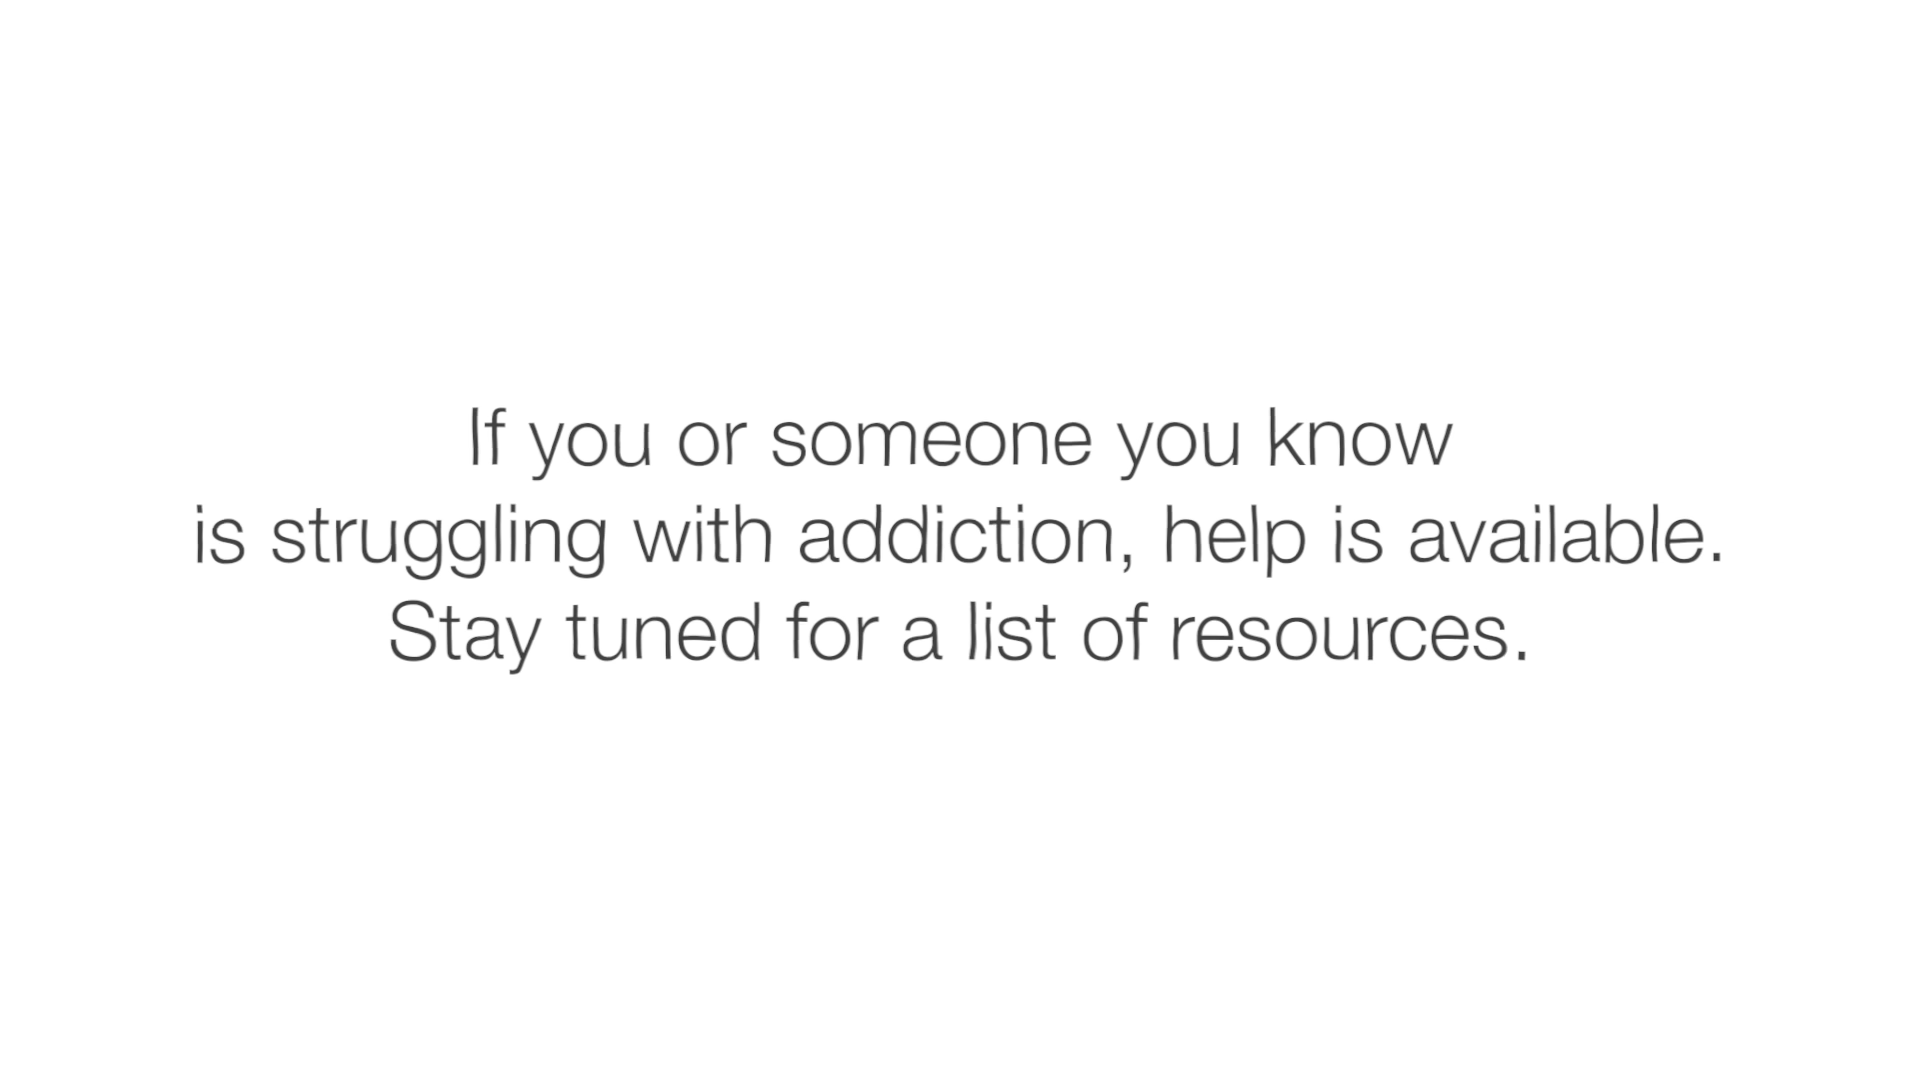 If you or someone you know
is struggling with addiction, help is available.
Stay tuned for a list of resources.